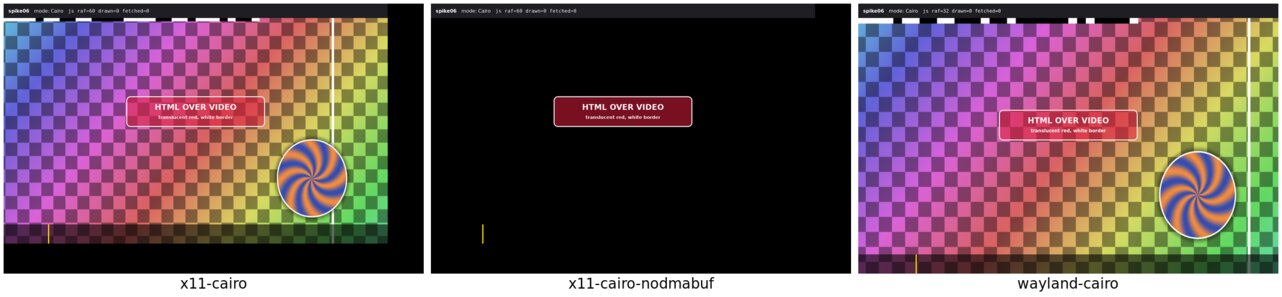 spike06 mode: Cairo js raf=60 drawn=0 fetched=0
HTML OVER VIDEO
translucent red, white border
x11-cairo
spike06 mode: Cairo js raf=60 drawn=0 fetched=0
HTML OVER VIDEO
translucent red, white border
x11-cairo-nodmabuf
spike06 mode: Cairo js raf=32 drawn=0 fetched=0
HTML OVER VIDEO
translucent red, white border
wayland-cairo